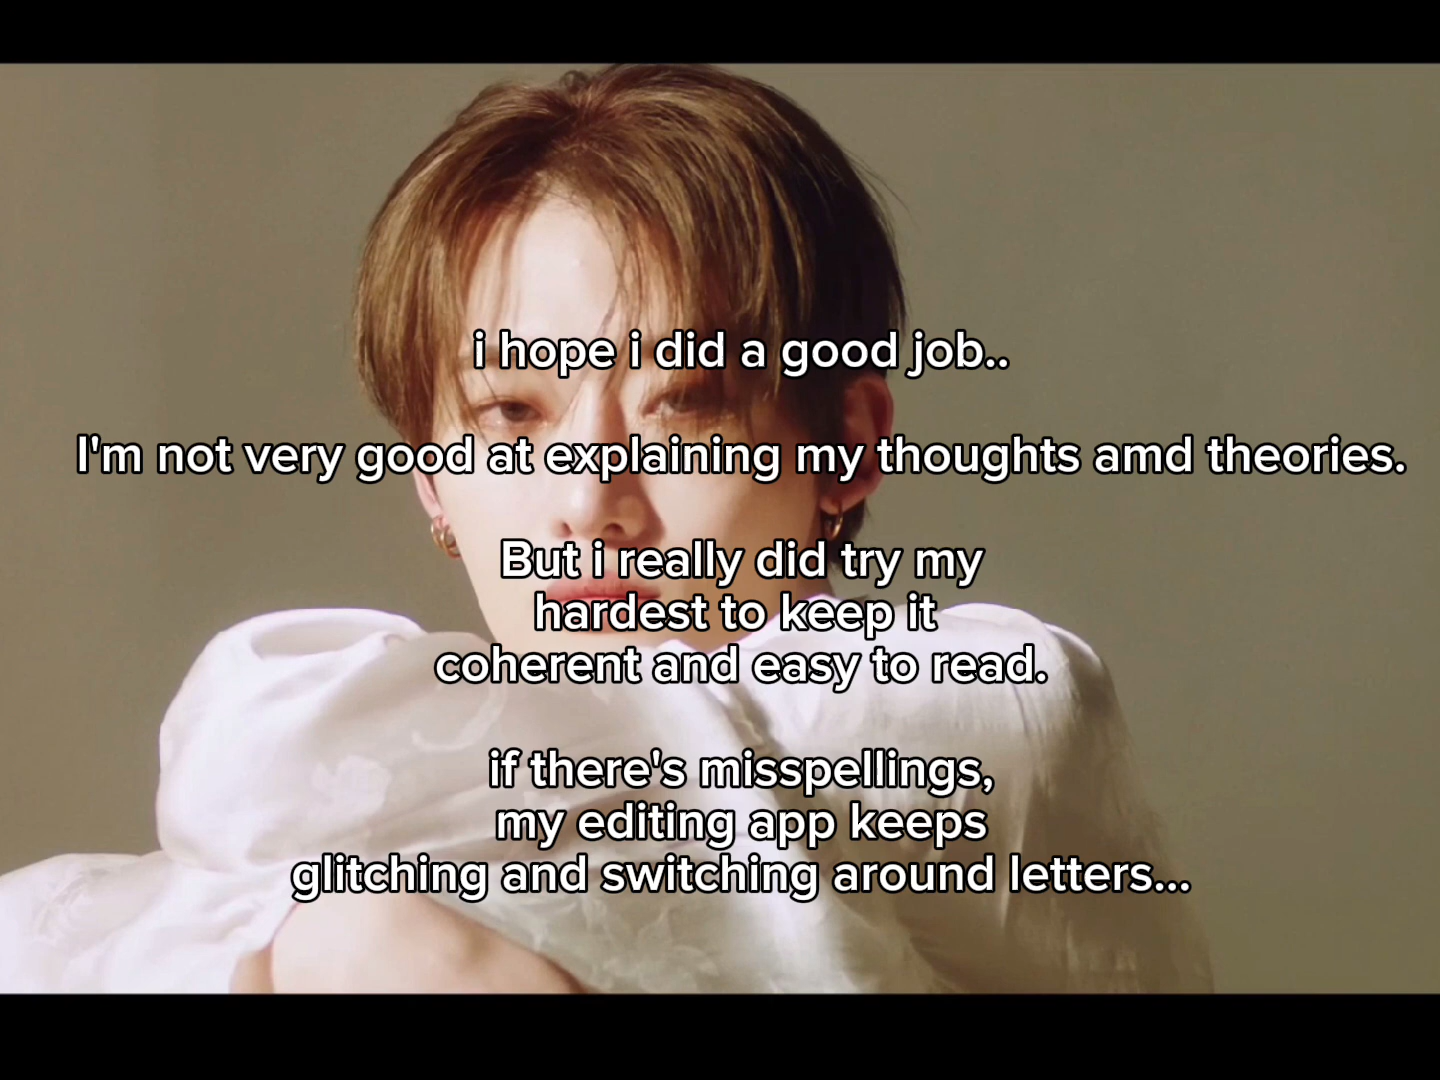 i hope i did a good job..
I'm not very good at explaining my thoughts amd theories.
But i really did try my
hardest to keep it
coherent and easy to read.
if there's misspellings,
my editing app keeps
glitching and switching around letters...